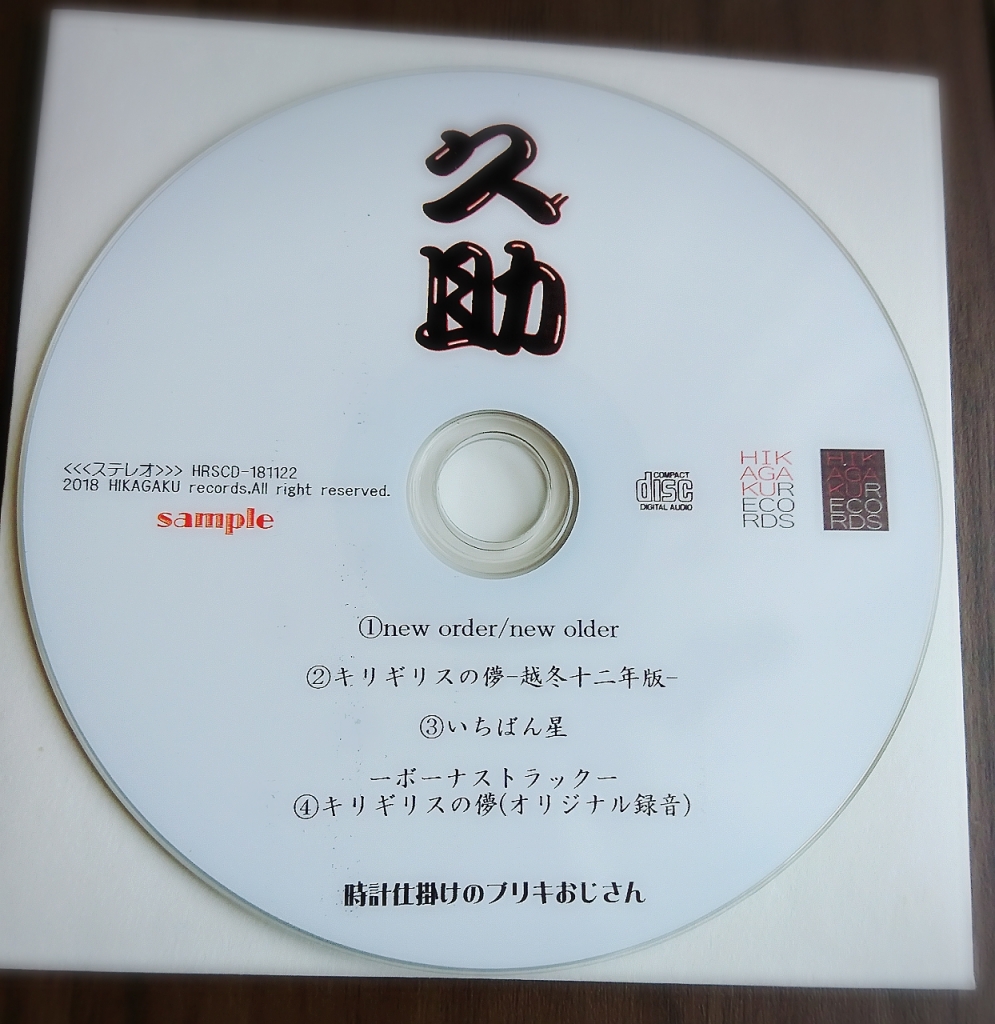 久助
<<<ステレオ>>> HRSCD-181122
2018 HIKAGAKU records.All right reserved.
sample
COMPACT
disc
DIGITAL AUDIO
HIK
AGA
KUR
ECO
RDS
HIK
AGA
KUR
ECO
RDS
①new order/new older
②キリギリスの儚-越冬十二年版-
③いちばん星
ーボーナストラックー
④キリギリスの儚(オリジナル録音)
時計仕掛けのブリキおじさん